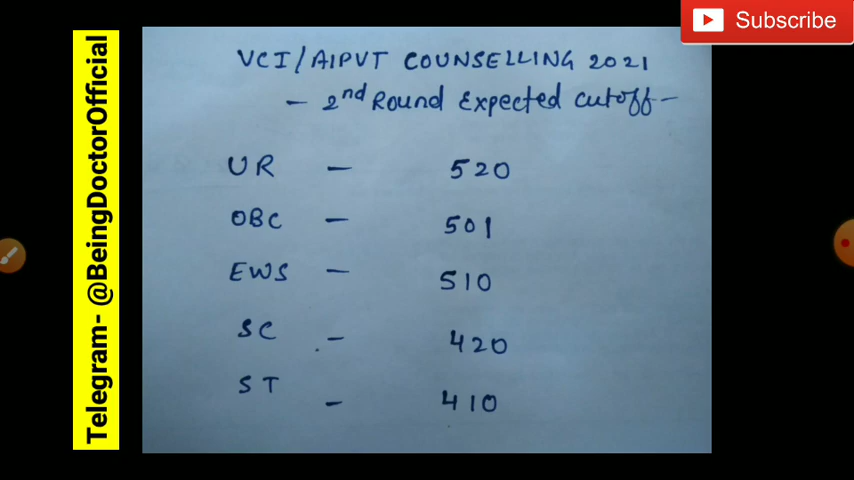 Subscribe
VCI/AIPVT COUNSELLING 2021
- 2nd Round Expected cutoff -
UR - 520
OBC - 501
EWS - 510
SC - 420
ST - 410
Telegram- @BeingDoctorOfficial